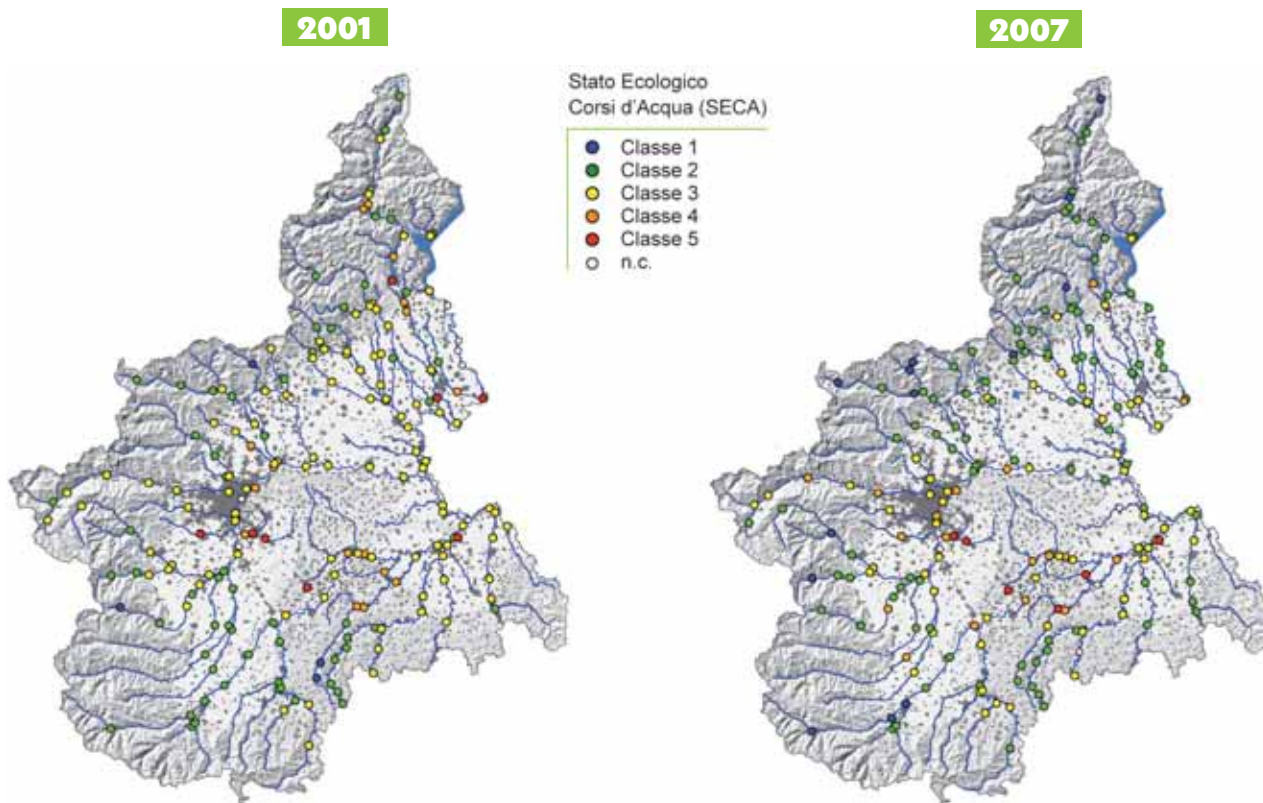 2001
2007
Stato Ecologico
Corsi d'Acqua (SECA)
Classe 1
Classe 2
Classe 3
Classe 4
Classe 5
n.c.